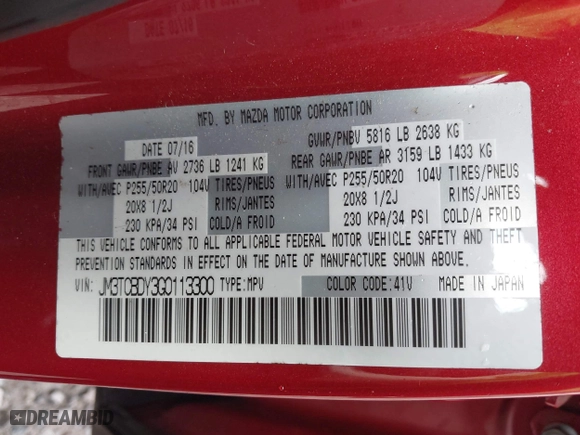 MFD. BY MAZDA MOTOR CORPORATION
DATE 07/16 GVWR/PNBV 5816 LB 2638 KG
FRONT GAWR/PNBE AV 2736 LB 1241 KG REAR GAWR/PNBE AR 3159 LB 1433 KG
WITH/AVEC P255/50R20 104V TIRES/PNEUS WITH/AVEC P255/50R20 104V TIRES/PNEUS
20X8 1/2J RIMS/JANTES 20X8 1/2J RIMS/JANTES
230 KPA/34 PSI COLD/A FROID 230 KPA/34 PSI COLD/A FROID
THIS VEHICLE CONFORMS TO ALL APPLICABLE FEDERAL MOTOR VEHICLE SAFETY AND THEFT
PREVENTION STANDARDS IN EFFECT ON THE DATE OF MANUFACTURE SHOWN ABOVE.
VIN: JM3TCBDY3G0113300 TYPE:MPV COLOR CODE:41V MADE IN JAPAN
DREAMBID